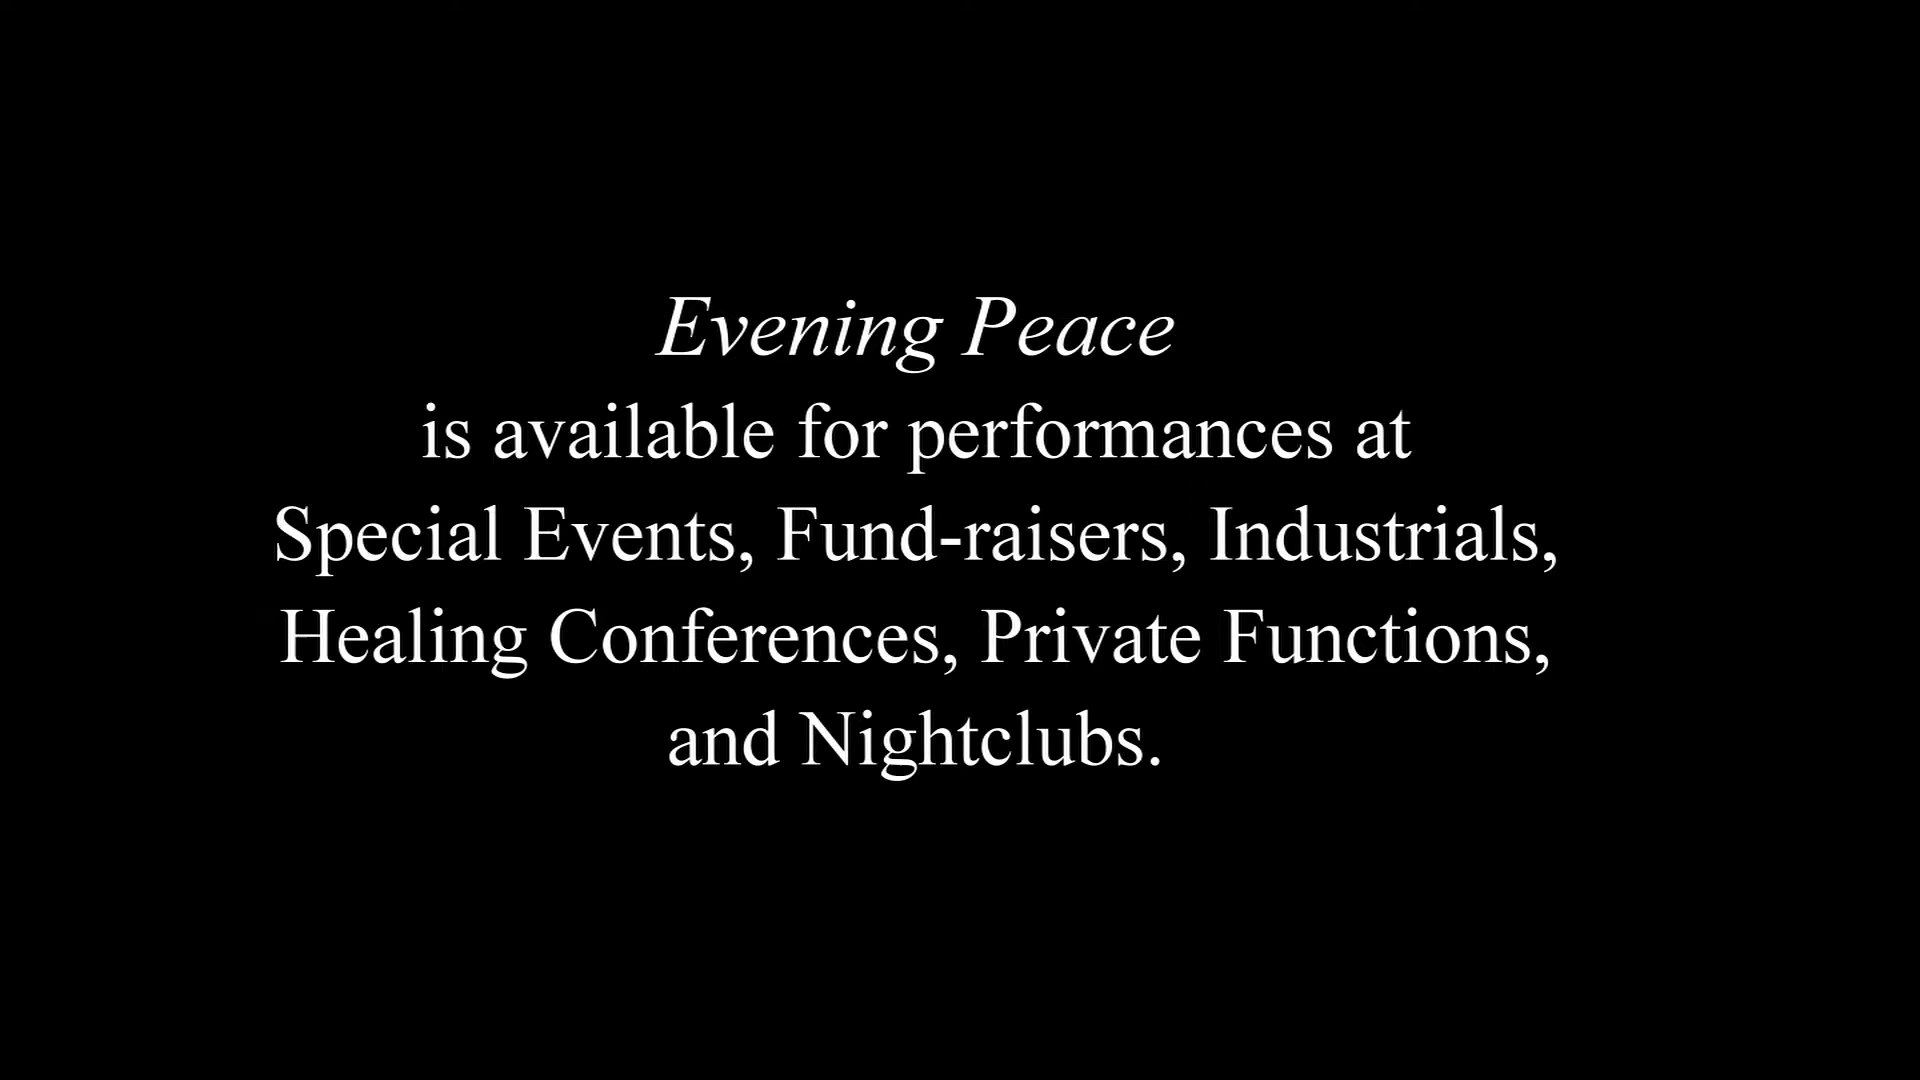 Evening Peace
is available for performances at
Special Events, Fund-raisers, Industrials,
Healing Conferences, Private Functions,
and Nightclubs.